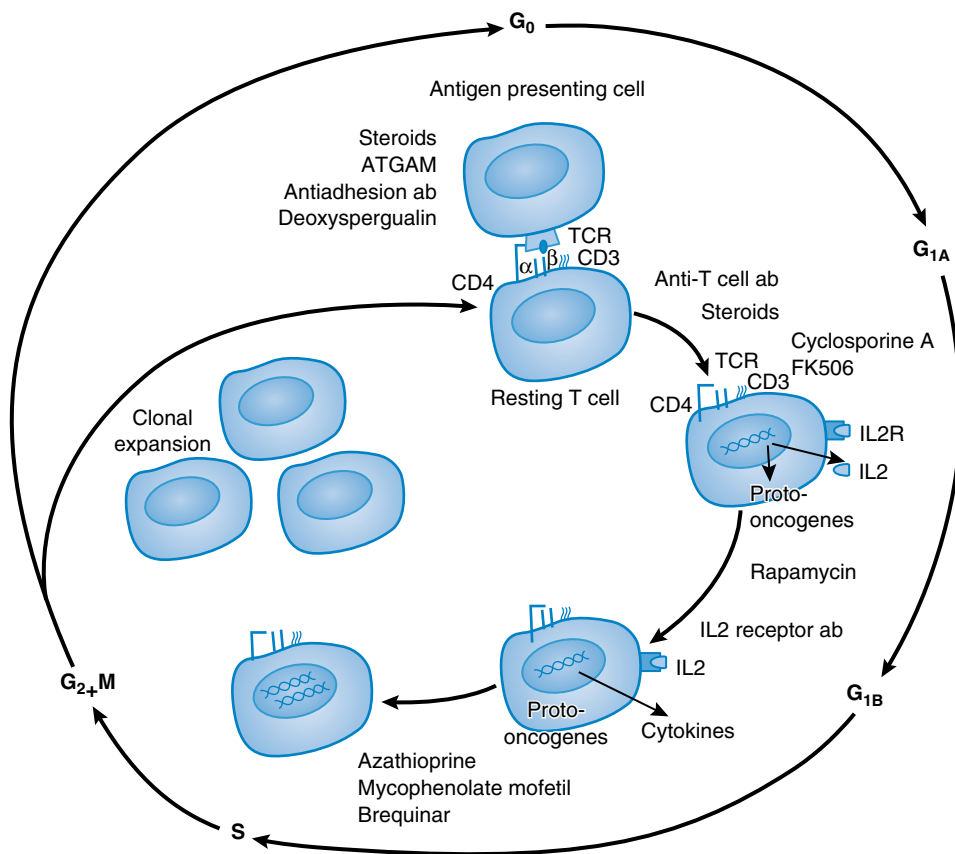 G0
Antigen presenting cell
Steroids
ATGAM
Antiadhesion ab
Deoxyspergualin
TCR
α β CD3
CD4
Resting T cell
G1A
Anti-T cell ab
Steroids
Cyclosporine A
FK506
TCR
CD3
CD4
IL2R
IL2
Proto-
oncogenes
Clonal
expansion
Rapamycin
IL2 receptor ab
IL2
G1B
Proto-
oncogenes
Cytokines
G2+M
Azathioprine
Mycophenolate mofetil
Brequinar
S